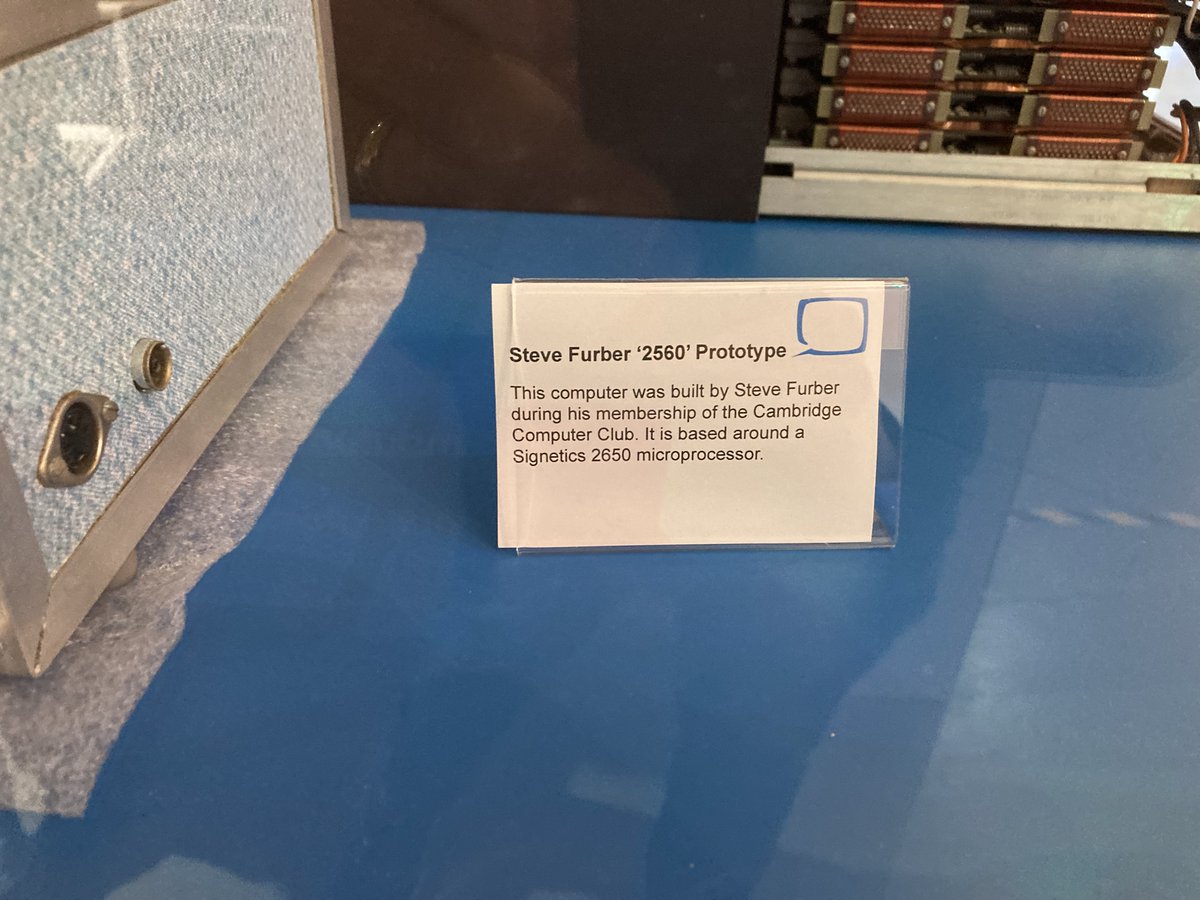 Steve Furber ‘2560’ Prototype
This computer was built by Steve Furber
during his membership of the Cambridge
Computer Club. It is based around a
Signetics 2650 microprocessor.